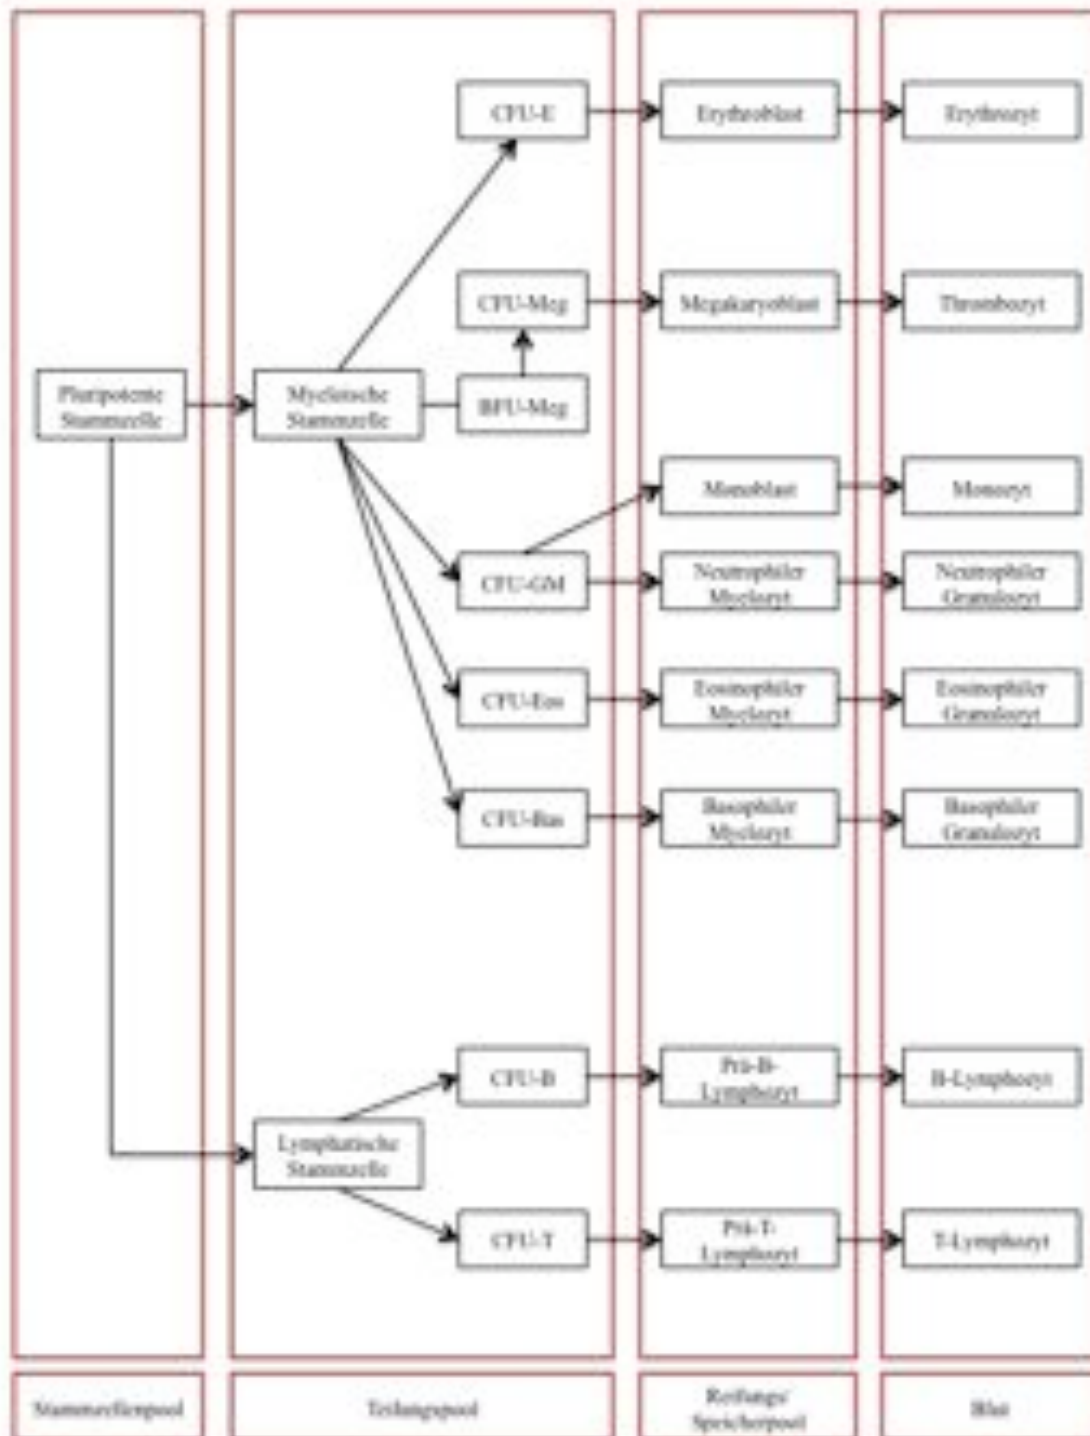 CFU-E
Erythroblast
Erythrozyt
CFU-Meg
Megakaryoblast
Thrombozyt
Pluripotente
Stammzelle
Myeloische
Stammzelle
BFU-Meg
Monoblast
Monozyt
CFU-GM
Neutrophiler
Myelozyt
Neutrophiler
Granulozyt
CFU-Eos
Eosinophiler
Myelozyt
Eosinophiler
Granulozyt
CFU-Bas
Basophiler
Myelozyt
Basophiler
Granulozyt
CFU-B
Prä-B-
Lymphozyt
B-Lymphozyt
Lymphatische
Stammzelle
CFU-T
Prä-T-
Lymphozyt
T-Lymphozyt
Stammzellenpool
Teilungspool
Reifungs/
Speicherpool
Blut